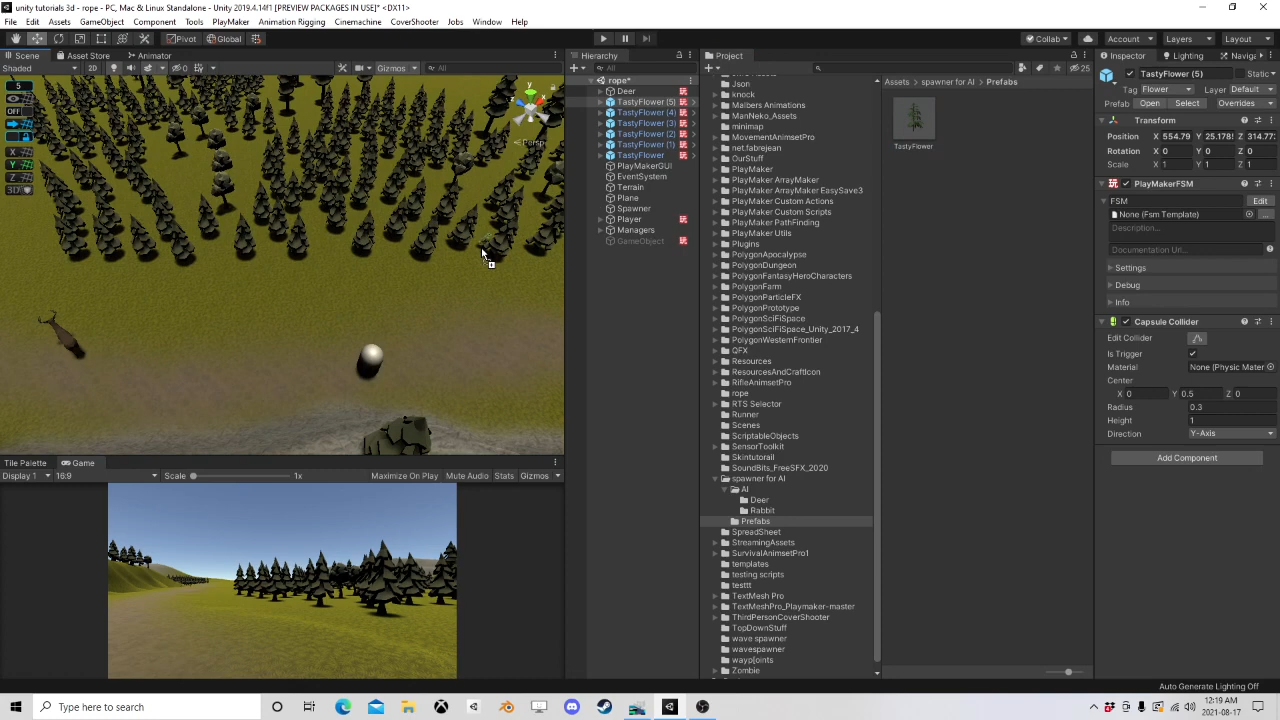 unity tutorials 3d - rope - PC, Mac & Linux Standalone - Unity 2019.4.14f1 [PREVIEW PACKAGES IN USE]* <DX11>
File Edit Assets GameObject Component Tools PlayMaker Animation Rigging Cinemachine CoverShooter Jobs Window Help
Pivot Global Collab Account Layers Layout
Scene Asset Store Animator Hierarchy Project Inspector Lighting Naviga
Shaded 2D 0 Gizmos All All 25
5
OFF
X
Y
Z
3D
y
z
Persp
rope*
Deer
TastyFlower (5)
TastyFlower (4)
TastyFlower (3)
TastyFlower (2)
TastyFlower (1)
TastyFlower
PlayMakerGUI
EventSystem
Terrain
Plane
Spawner
Player
Managers
GameObject
Json
knock
Malbers Animations
ManNeko_Assets
minimap
MovementAnimsetPro
net.fabrejean
OurStuff
PlayMaker
PlayMaker ArrayMaker
PlayMaker ArrayMaker EasySave3
PlayMaker Custom Actions
PlayMaker Custom Scripts
PlayMaker PathFinding
PlayMaker Utils
Plugins
PolygonApocalypse
PolygonDungeon
PolygonFantasyHeroCharacters
PolygonFarm
PolygonParticleFX
PolygonPrototype
PolygonSciFiSpace
PolygonSciFiSpace_Unity_2017_4
PolygonWesternFrontier
QFX
Resources
ResourcesAndCraftIcon
RifleAnimsetPro
rope
RTS Selector
Runner
Scenes
ScriptableObjects
SensorToolkit
Skintutorail
SoundBits_FreeSFX_2020
spawner for AI
AI
Deer
Rabbit
Prefabs
SpreadSheet
StreamingAssets
SurvivalAnimsetPro1
templates
testing scripts
testtt
TextMesh Pro
TextMeshPro_Playmaker-master
ThirdPersonCoverShooter
TopDownStuff
wave spawner
wavespawner
wayp[oints
Zombie
Assets > spawner for AI > Prefabs
TastyFlower
TastyFlower (5) Static
Tag Flower Layer Default
Prefab Open Select Overrides
Transform
Position X 554.79 Y 25.178! Z 314.77
Rotation X 0 Y 0 Z 0
Scale X 1 Y 1 Z 1
PlayMakerFSM
FSM Edit
None (Fsm Template) ...
Description...
Documentation Url...
Settings
Debug
Info
Capsule Collider
Edit Collider
Is Trigger
Material None (Physic Mater
Center
X 0 Y 0.5 Z 0
Radius 0.3
Height 1
Direction Y-Axis
Add Component
Tile Palette Game
Display 1 16:9 Scale 1x Maximize On Play Mute Audio Stats Gizmos
Auto Generate Lighting Off
Type here to search
12:19 AM
2021-08-17